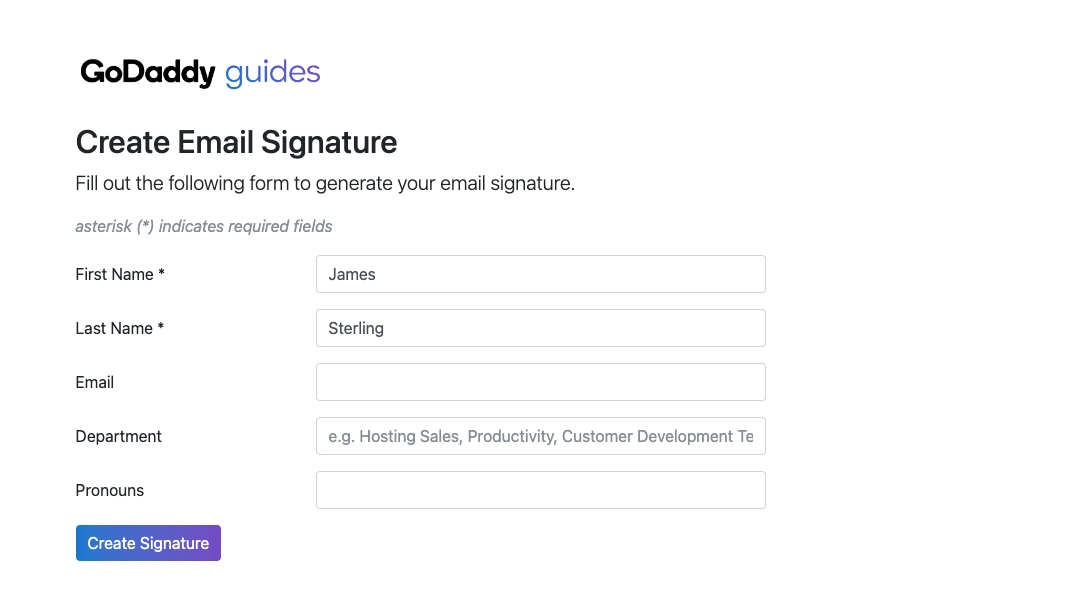 GoDaddy guides
Create Email Signature
Fill out the following form to generate your email signature.
asterisk (*) indicates required fields
First Name * James
Last Name * Sterling
Email
Department e.g. Hosting Sales, Productivity, Customer Development Te
Pronouns
Create Signature